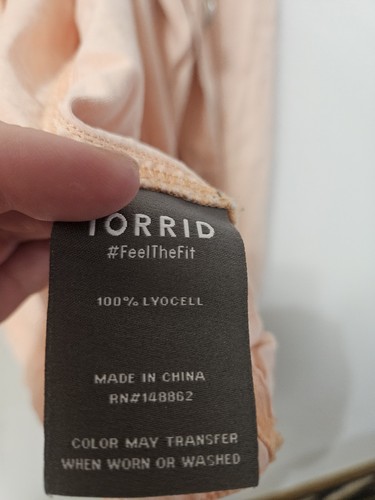 TORRID
#FeelTheFit
100% LYOCELL
MADE IN CHINA
RN#148862
COLOR MAY TRANSFER
WHEN WORN OR WASHED